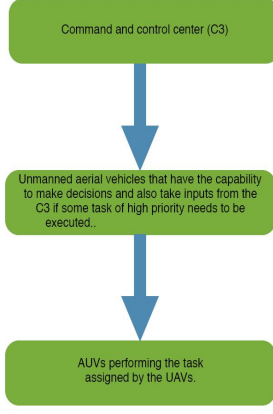 Command and control center (C3)
Unmanned aerial vehicles that have the capability
to make decisions and also take inputs from the
C3 if some task of high priority needs to be
executed..
AUVs performing the task
assigned by the UAVs.